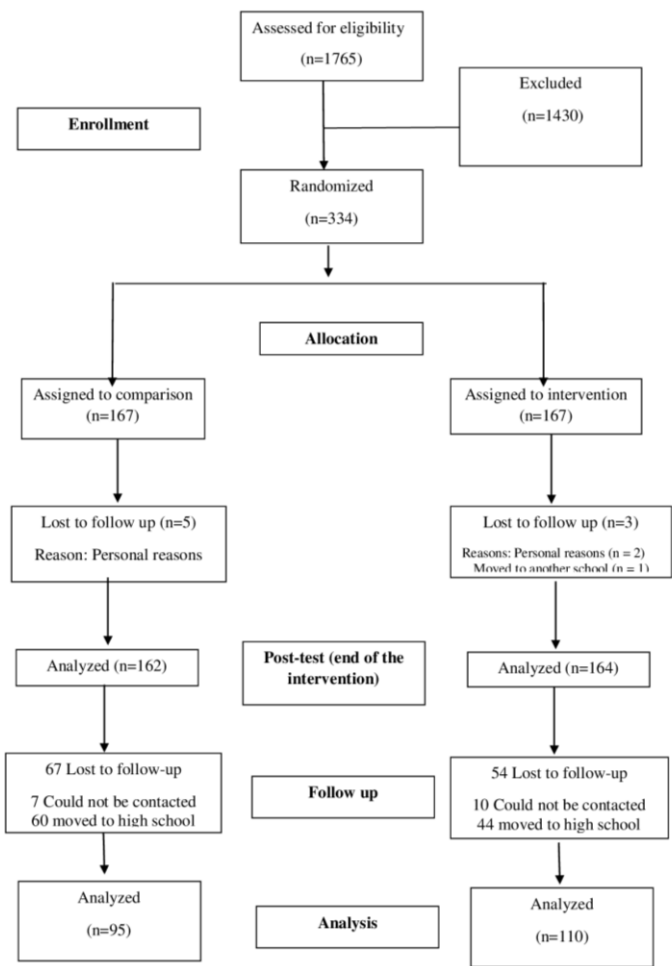 Assessed for eligibility
(n=1765)
Excluded
(n=1430)
Enrollment
Randomized
(n=334)
Allocation
Assigned to comparison
(n=167)
Assigned to intervention
(n=167)
Lost to follow up (n=5)
Reason: Personal reasons
Lost to follow up (n=3)
Reasons: Personal reasons (n = 2)
Moved to another school (n = 1)
Analyzed (n=162)
Post-test (end of the
intervention)
Analyzed (n=164)
67 Lost to follow-up
7 Could not be contacted
60 moved to high school
Follow up
54 Lost to follow-up
10 Could not be contacted
44 moved to high school
Analyzed
(n=95)
Analysis
Analyzed
(n=110)